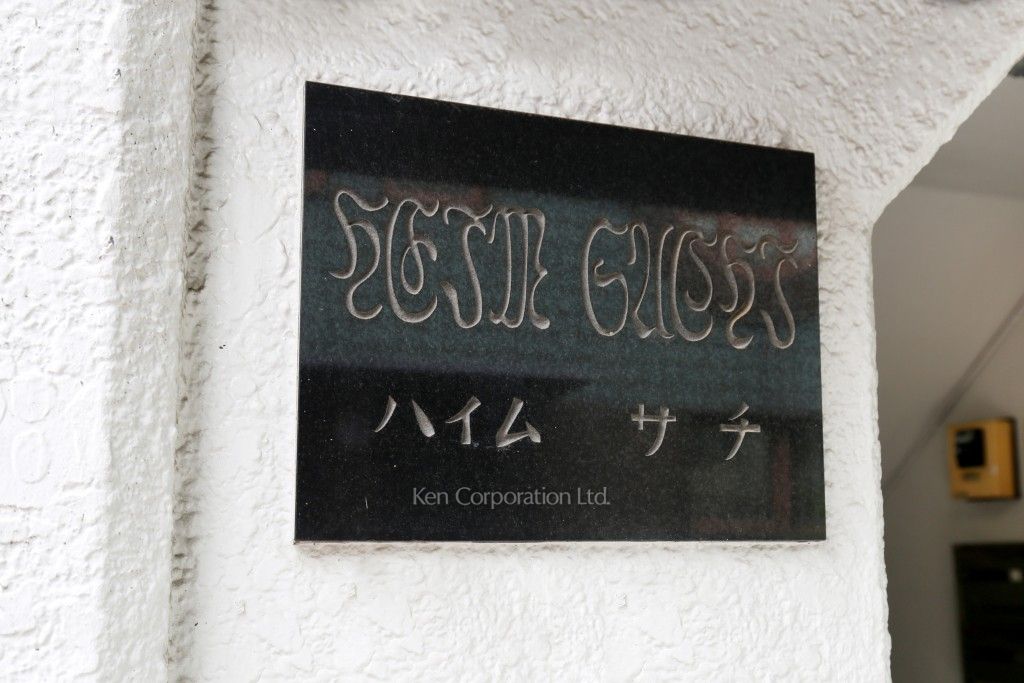 HEIM SACHI
ハイム サチ
Ken Corporation Ltd.